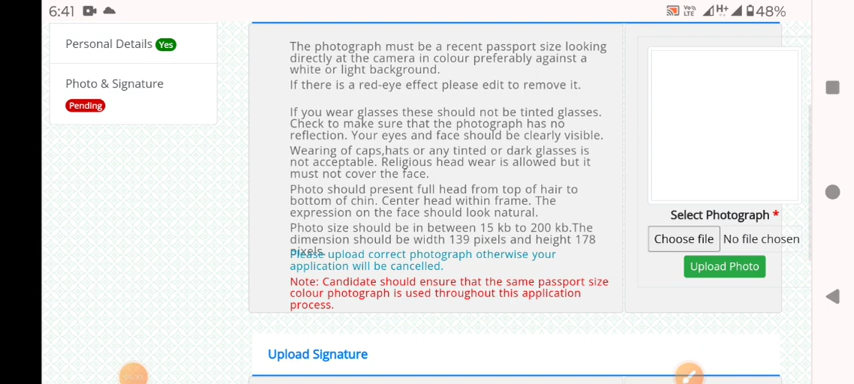 6:41
Vo LTE H+ 48%
Personal Details Yes
Photo & Signature
Pending
The photograph must be a recent passport size looking
directly at the camera in colour preferably against a
white or light background.
If there is a red-eye effect please edit to remove it.
If you wear glasses these should not be tinted glasses.
Check to make sure that the photograph has no
reflection. Your eyes and face should be clearly visible.
Wearing of caps,hats or any tinted or dark glasses is
not acceptable. Religious head wear is allowed but it
must not cover the face.
Photo should present full head from top of hair to
bottom of chin. Center head within frame. The
expression on the face should look natural.
Photo size should be in between 15 kb to 200 kb.The
dimension should be width 139 pixels and height 178
pixels.
Please upload correct photograph otherwise your
application will be cancelled.
Note: Candidate should ensure that the same passport size
colour photograph is used throughout this application
process.
Select Photograph *
Choose file No file chosen
Upload Photo
Upload Signature